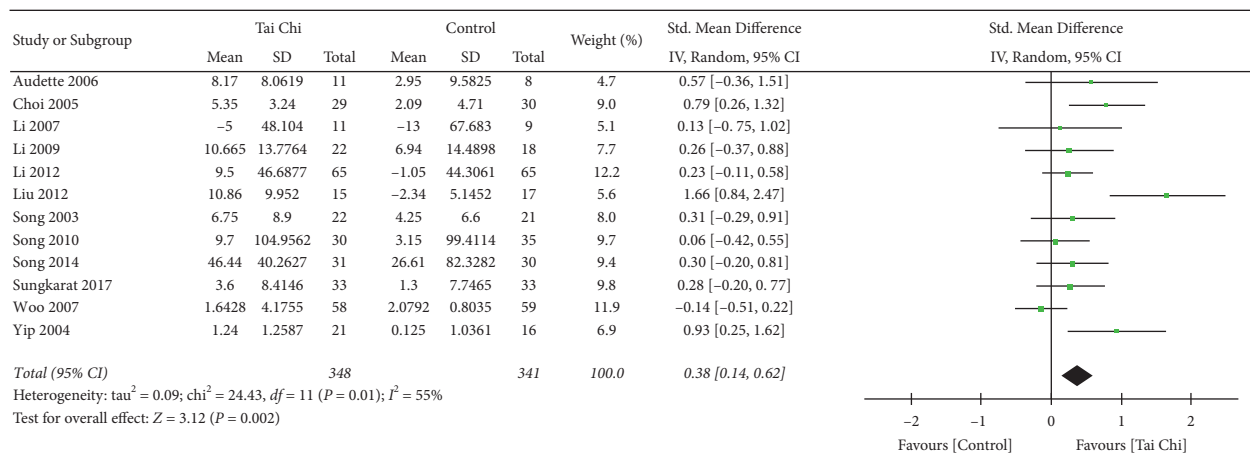 Study or Subgroup Tai Chi Control Weight (%) Std. Mean Difference Std. Mean Difference
Mean SD Total Mean SD Total IV, Random, 95% CI IV, Random, 95% CI
Audette 2006 8.17 8.0619 11 2.95 9.5825 8 4.7 0.57 [–0.36, 1.51]
Choi 2005 5.35 3.24 29 2.09 4.71 30 9.0 0.79 [0.26, 1.32]
Li 2007 –5 48.104 11 –13 67.683 9 5.1 0.13 [–0. 75, 1.02]
Li 2009 10.665 13.7764 22 6.94 14.4898 18 7.7 0.26 [–0.37, 0.88]
Li 2012 9.5 46.6877 65 –1.05 44.3061 65 12.2 0.23 [–0.11, 0.58]
Liu 2012 10.86 9.952 15 –2.34 5.1452 17 5.6 1.66 [0.84, 2.47]
Song 2003 6.75 8.9 22 4.25 6.6 21 8.0 0.31 [–0.29, 0.91]
Song 2010 9.7 104.9562 30 3.15 99.4114 35 9.7 0.06 [–0.42, 0.55]
Song 2014 46.44 40.2627 31 26.61 82.3282 30 9.4 0.30 [–0.20, 0.81]
Sungkarat 2017 3.6 8.4146 33 1.3 7.7465 33 9.8 0.28 [–0.20, 0. 77]
Woo 2007 1.6428 4.1755 58 2.0792 0.8035 59 11.9 –0.14 [–0.51, 0.22]
Yip 2004 1.24 1.2587 21 0.125 1.0361 16 6.9 0.93 [0.25, 1.62]
Total (95% CI) 348 341 100.0 0.38 [0.14, 0.62]
Heterogeneity: tau² = 0.09; chi² = 24.43, df = 11 (P = 0.01); I² = 55%
Test for overall effect: Z = 3.12 (P = 0.002)
–2 –1 0 1 2
Favours [Control] Favours [Tai Chi]